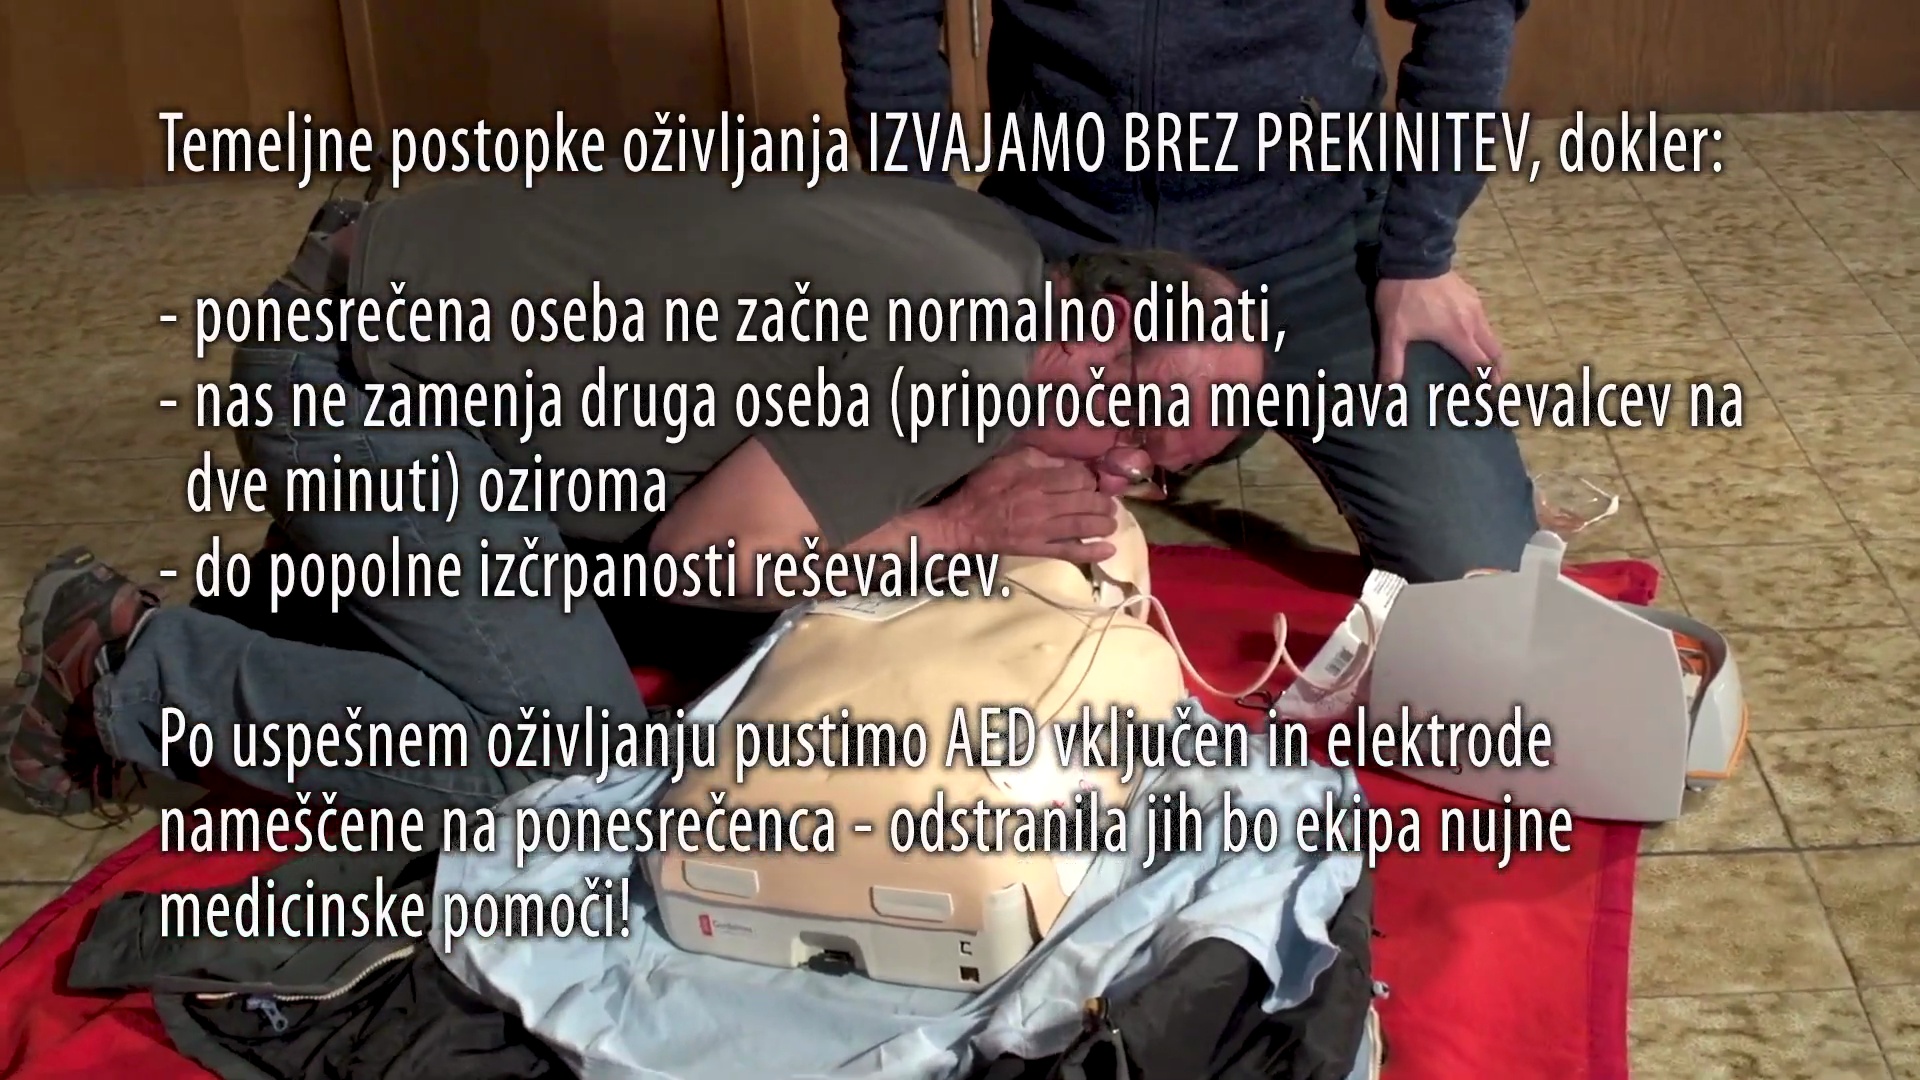 Temeljne postopke oživljanja IZVAJAMO BREZ PREKINITEV, dokler:
- ponesrečena oseba ne začne normalno dihati,
- nas ne zamenja druga oseba (priporočena menjava reševalcev na
dve minuti) oziroma
- do popolne izčrpanosti reševalcev.
Po uspešnem oživljanju pustimo AED vključen in elektrode
nameščene na ponesrečenca - odstranila jih bo ekipa nujne
medicinske pomoči!